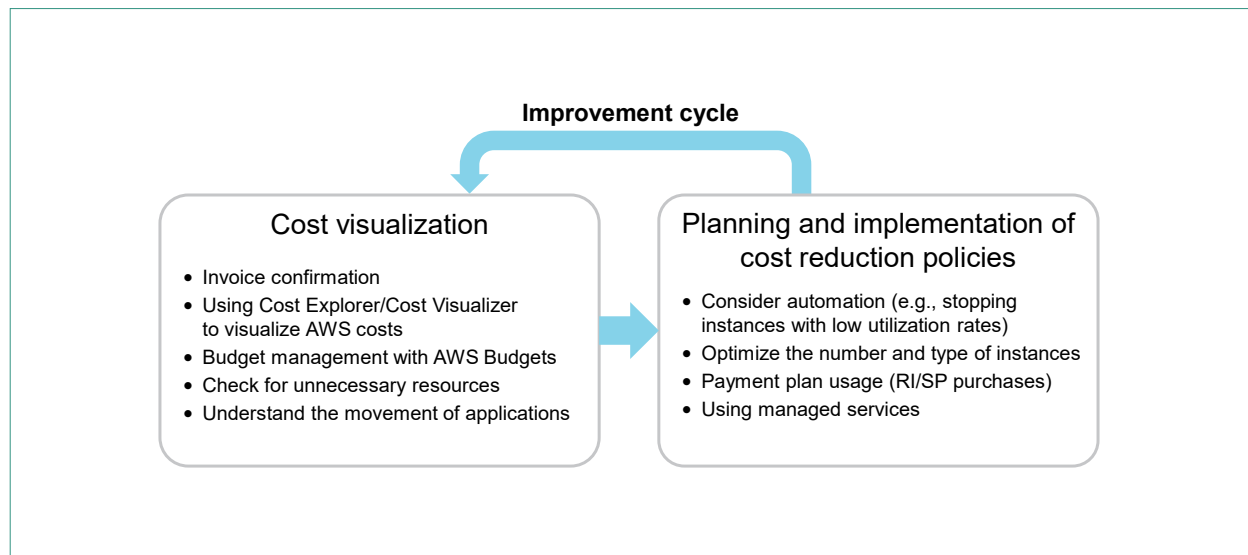 Improvement cycle
Cost visualization
• Invoice confirmation
• Using Cost Explorer/Cost Visualizer
to visualize AWS costs
• Budget management with AWS Budgets
• Check for unnecessary resources
• Understand the movement of applications
Planning and implementation of
cost reduction policies
• Consider automation (e.g., stopping
instances with low utilization rates)
• Optimize the number and type of instances
• Payment plan usage (RI/SP purchases)
• Using managed services